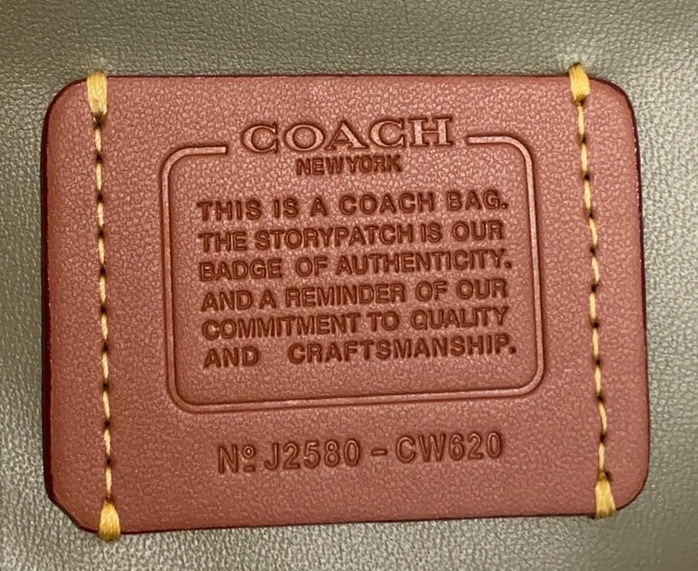 COACH
NEW YORK
THIS IS A COACH BAG.
THE STORYPATCH IS OUR
BADGE OF AUTHENTICITY.
AND A REMINDER OF OUR
COMMITMENT TO QUALITY
AND CRAFTSMANSHIP.
Nº J2580 - CW620